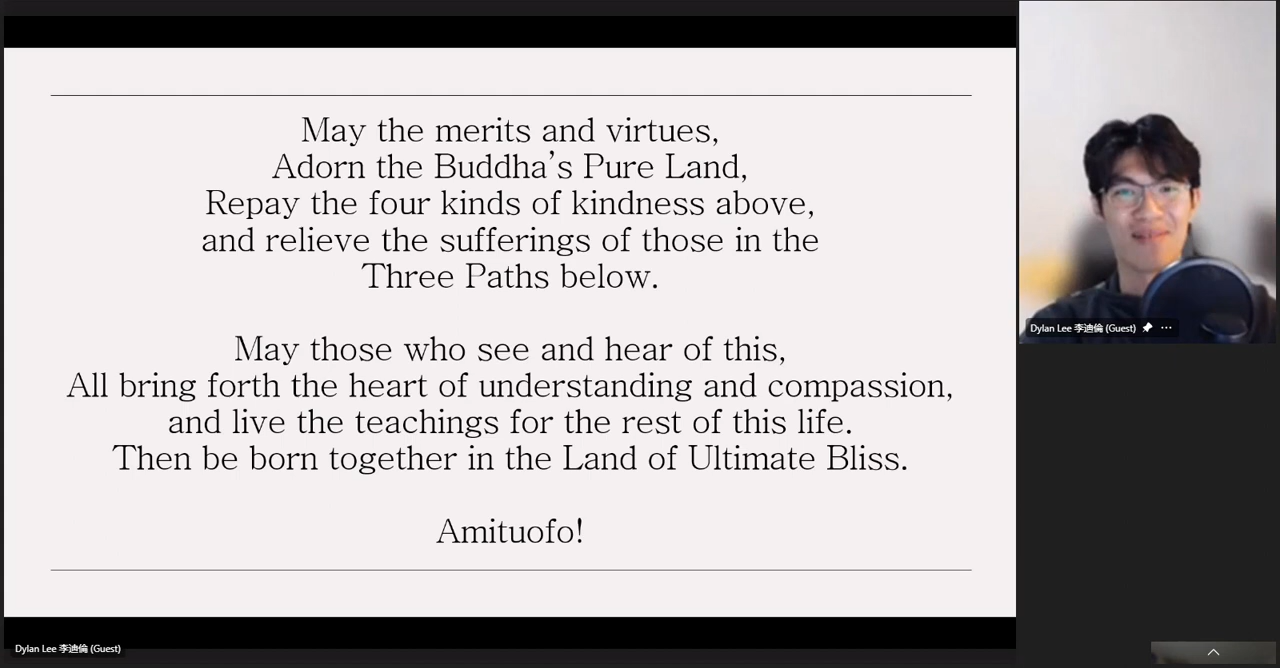 May the merits and virtues,
Adorn the Buddha’s Pure Land,
Repay the four kinds of kindness above,
and relieve the sufferings of those in the
Three Paths below.
May those who see and hear of this,
All bring forth the heart of understanding and compassion,
and live the teachings for the rest of this life.
Then be born together in the Land of Ultimate Bliss.
Amituofo!
Dylan Lee 李迪倫 (Guest)
Dylan Lee 李迪倫 (Guest)